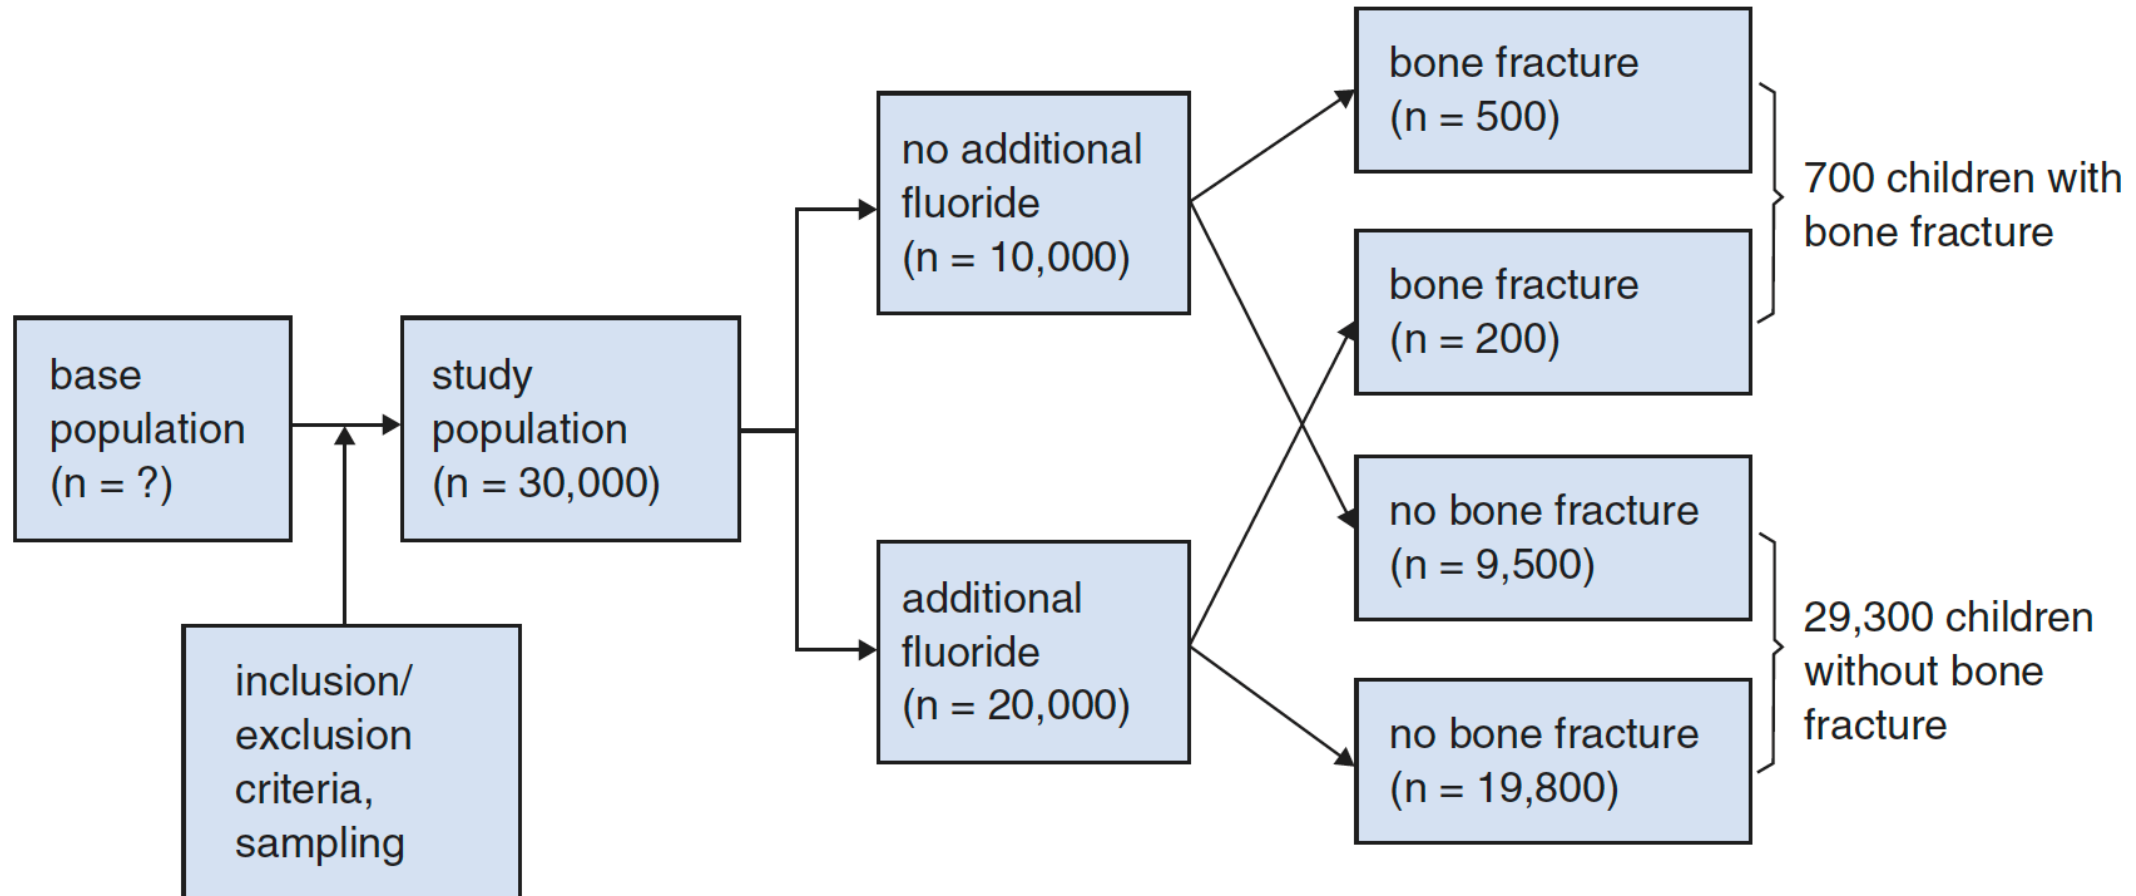 base
population
(n = ?)
inclusion/
exclusion
criteria,
sampling
study
population
(n = 30,000)
no additional
fluoride
(n = 10,000)
additional
fluoride
(n = 20,000)
bone fracture
(n = 500)
bone fracture
(n = 200)
no bone fracture
(n = 9,500)
no bone fracture
(n = 19,800)
700 children with
bone fracture
29,300 children
without bone
fracture